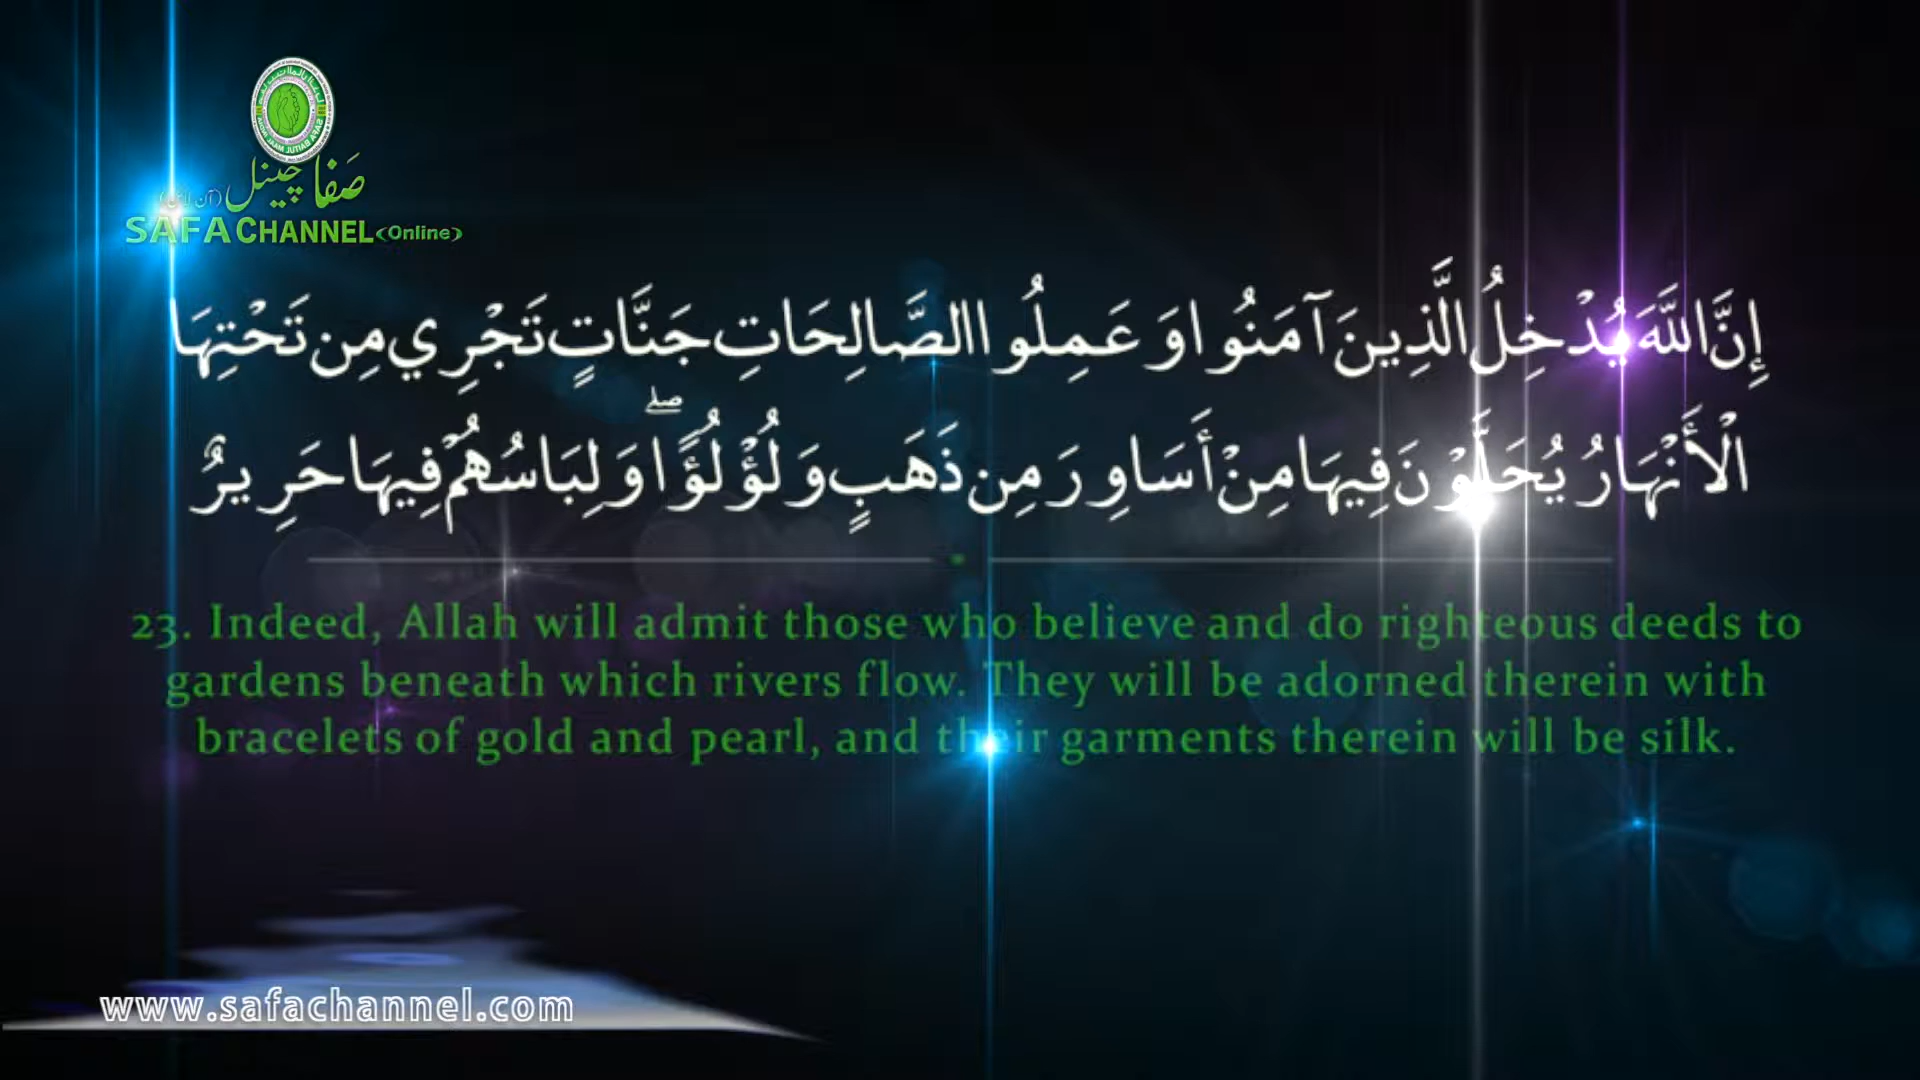 صفا چینل
(آن لائن)
SAFA CHANNEL <Online>
إِنَّ اللَّهَ يُدْخِلُ الَّذِينَ آمَنُوا وَعَمِلُوا الصَّالِحَاتِ جَنَّاتٍ تَجْرِي مِن تَحْتِهَا
الْأَنْهَارُ يُحَلَّوْنَ فِيهَا مِنْ أَسَاوِرَ مِن ذَهَبٍ وَلُؤْلُؤًا ۖ وَلِبَاسُهُمْ فِيهَا حَرِيرٌ
23. Indeed, Allah will admit those who believe and do righteous deeds to
gardens beneath which rivers flow. They will be adorned therein with
bracelets of gold and pearl, and their garments therein will be silk.
www.safachannel.com